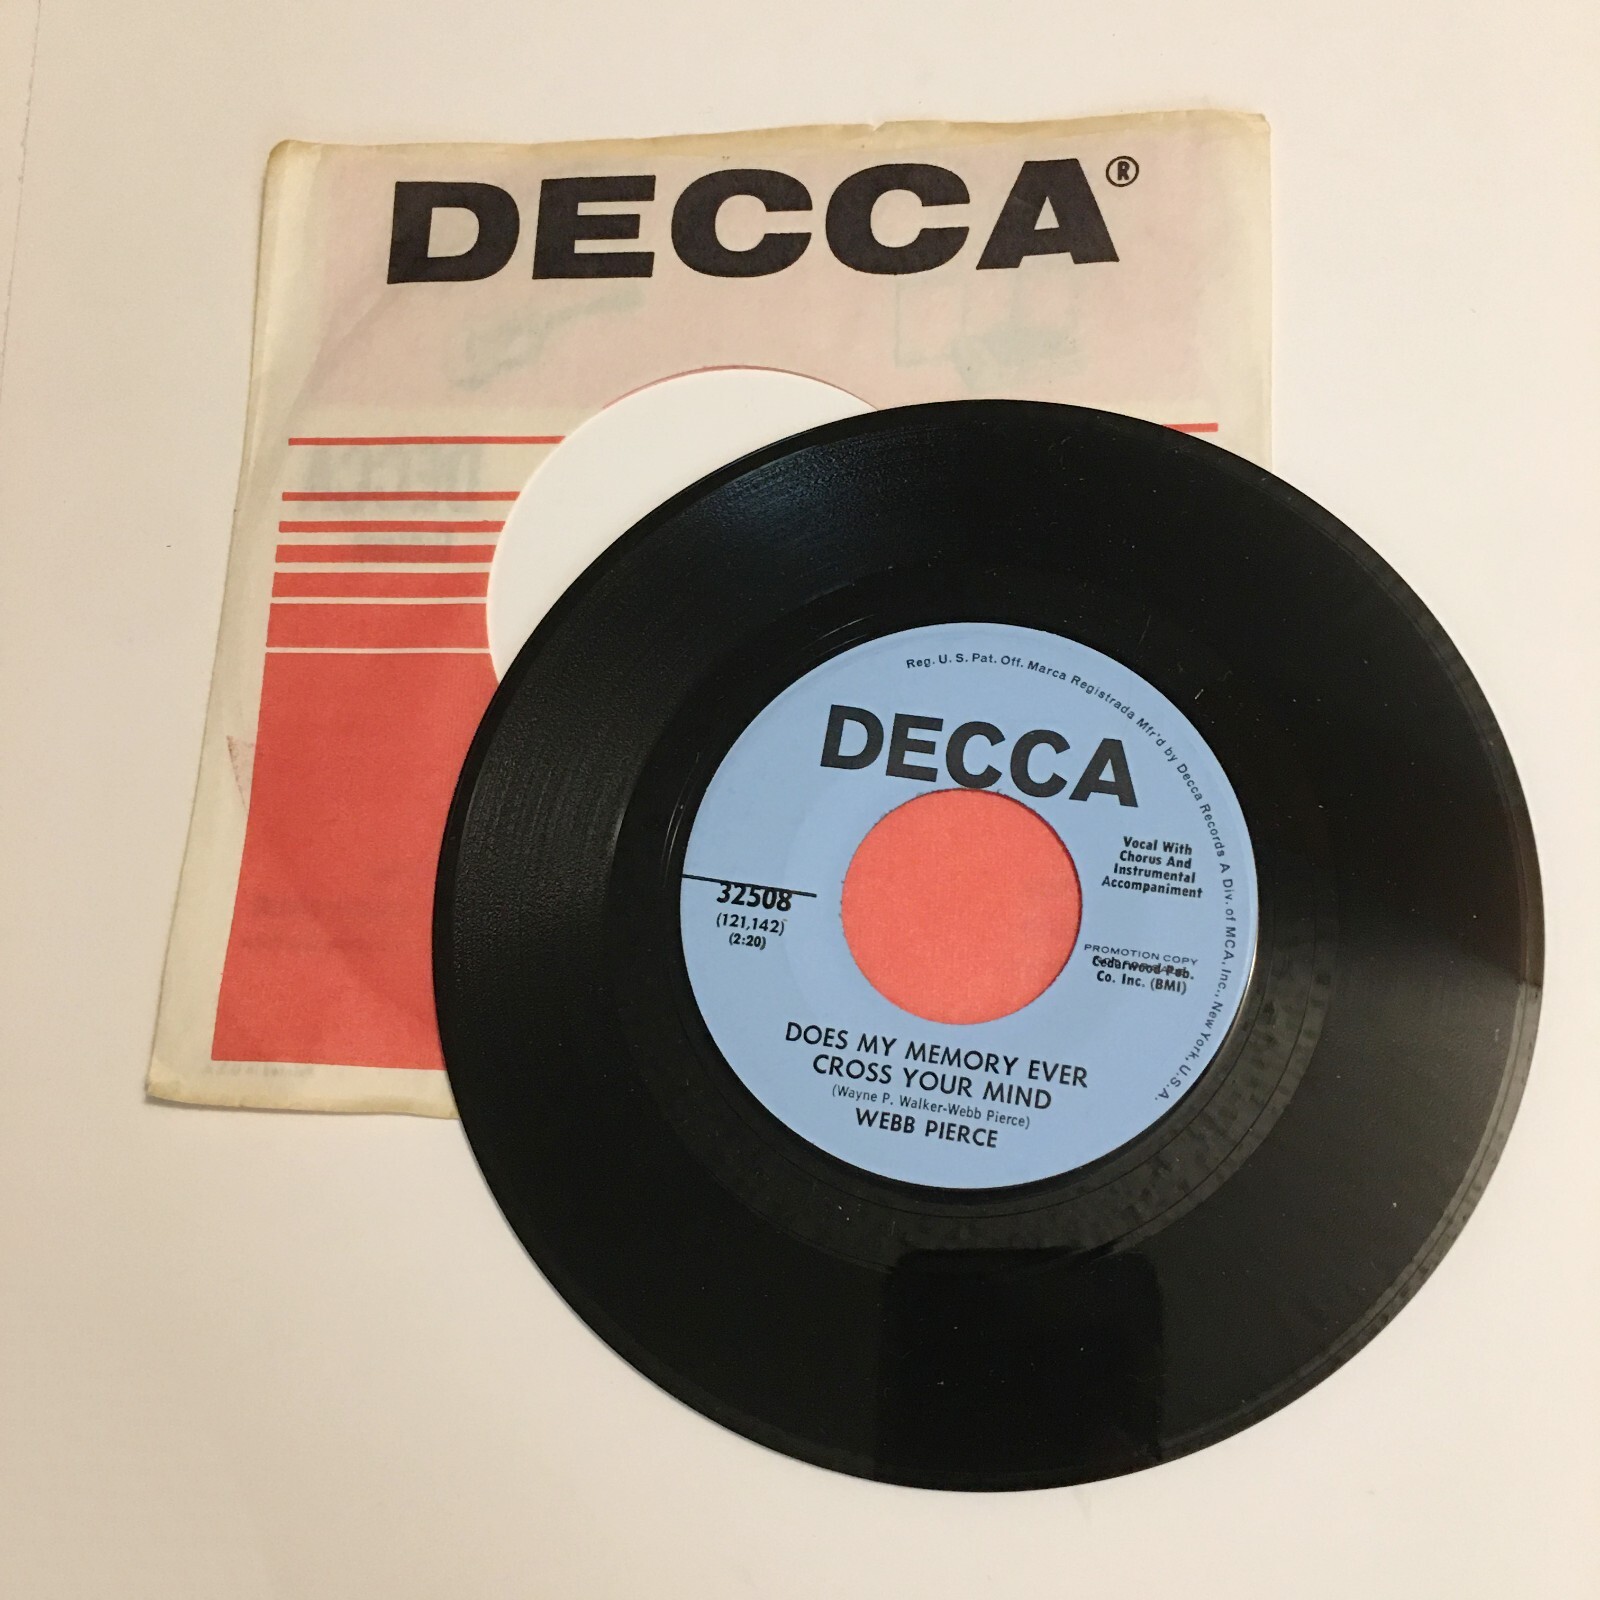 DECCA®
Reg. U. S. Pat. Off. Marca Registrada Mfr'd by Decca Records A Div. of MCA, Inc., New York, U.S.A.
DECCA
Vocal With
Chorus And
Instrumental
Accompaniment
32508
(121,142)
(2:20)
PROMOTION COPY
Cedarwood Pub.
Co. Inc. (BMI)
DOES MY MEMORY EVER
CROSS YOUR MIND
(Wayne P. Walker-Webb Pierce)
WEBB PIERCE